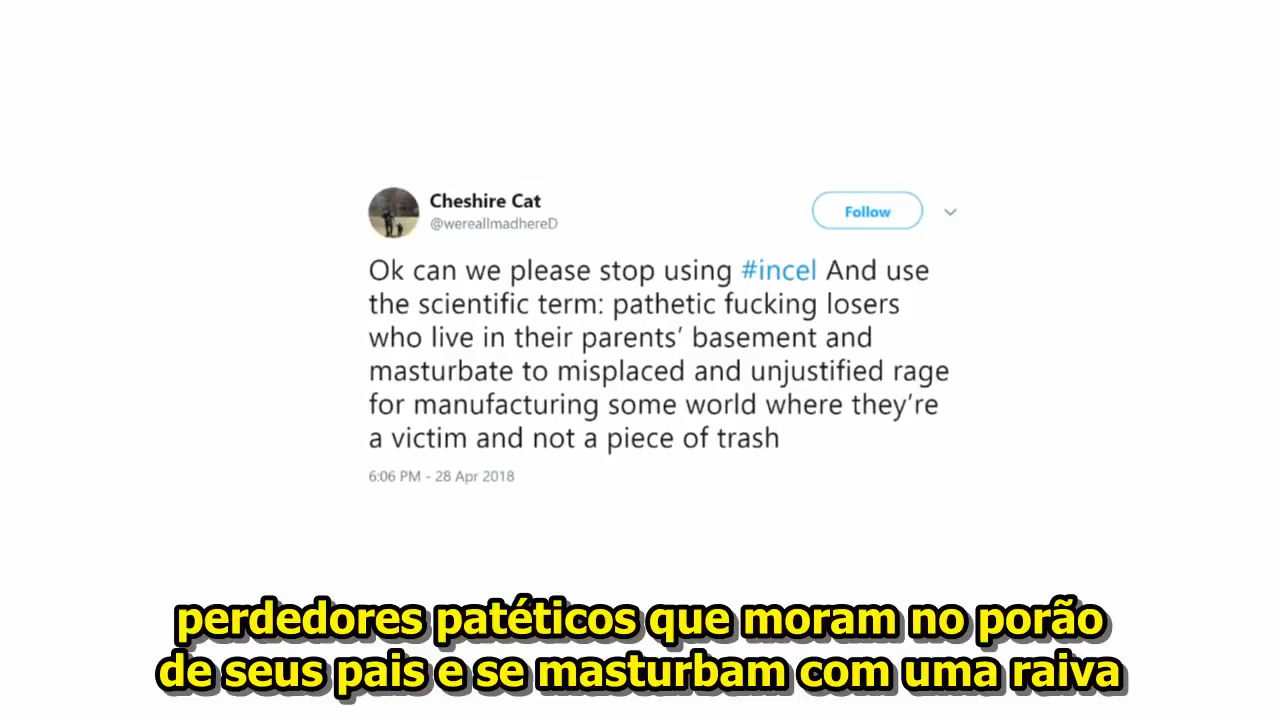 Cheshire Cat
@wereallmadhereD
Follow
Ok can we please stop using #incel And use
the scientific term: pathetic fucking losers
who live in their parents’ basement and
masturbate to misplaced and unjustified rage
for manufacturing some world where they’re
a victim and not a piece of trash
6:06 PM - 28 Apr 2018
perdedores patéticos que moram no porão
de seus pais e se masturbam com uma raiva